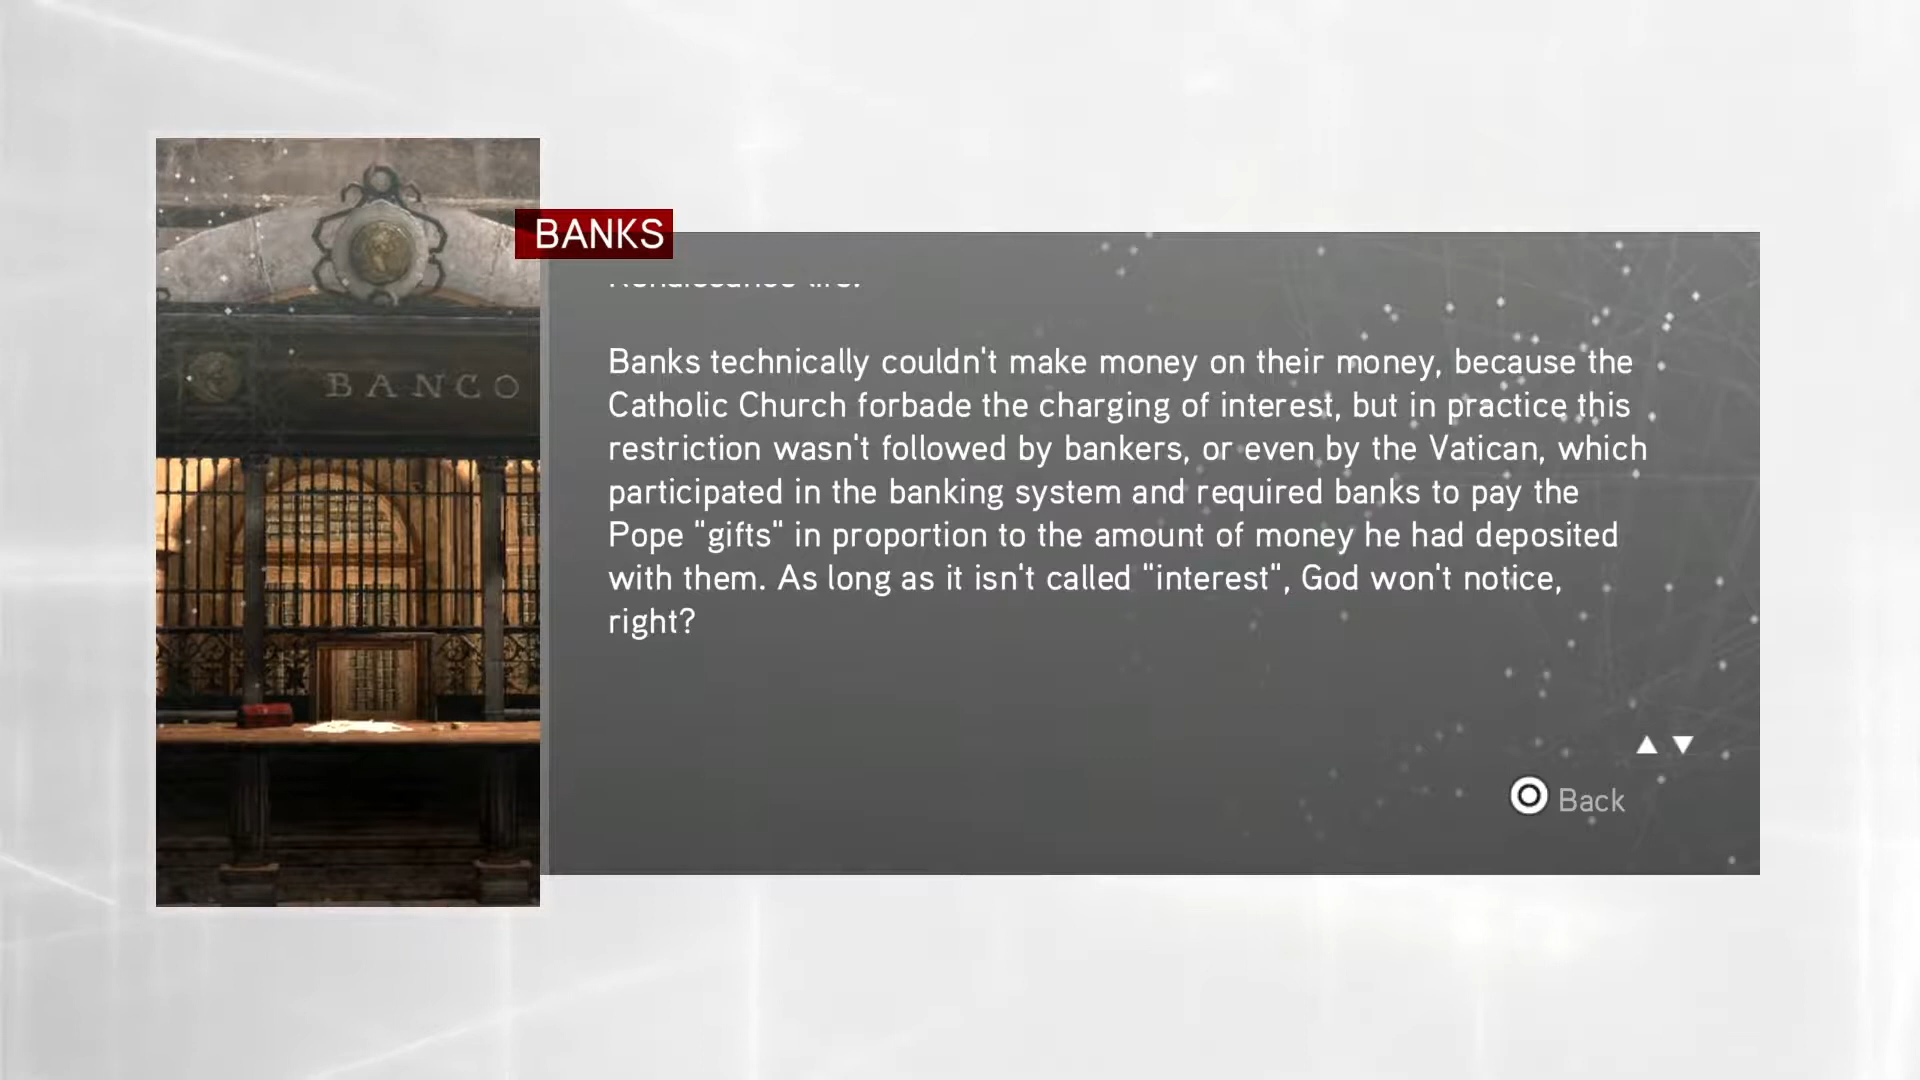 BANCO
BANKS
Renaissance life.
Banks technically couldn't make money on their money, because the
Catholic Church forbade the charging of interest, but in practice this
restriction wasn't followed by bankers, or even by the Vatican, which
participated in the banking system and required banks to pay the
Pope "gifts" in proportion to the amount of money he had deposited
with them. As long as it isn't called "interest", God won't notice,
right?
Back